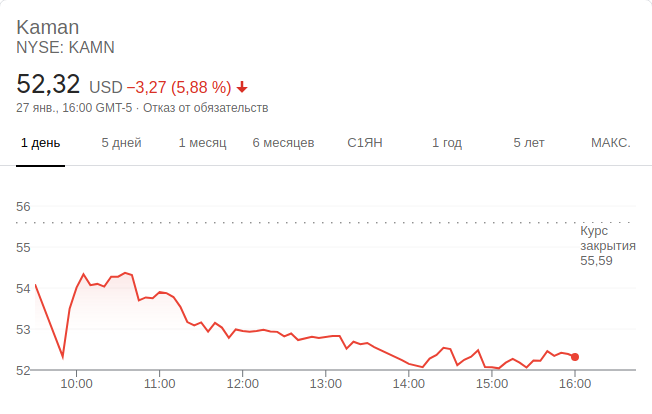 Kaman
NYSE: KAMN
52,32 USD −3,27 (5,88 %)
27 янв., 16:00 GMT-5 · Отказ от обязательств
1 день 5 дней 1 месяц 6 месяцев С1ЯН 1 год 5 лет МАКС.
56
Курс
закрытия
55,59
55
54
53
52
10:00 11:00 12:00 13:00 14:00 15:00 16:00